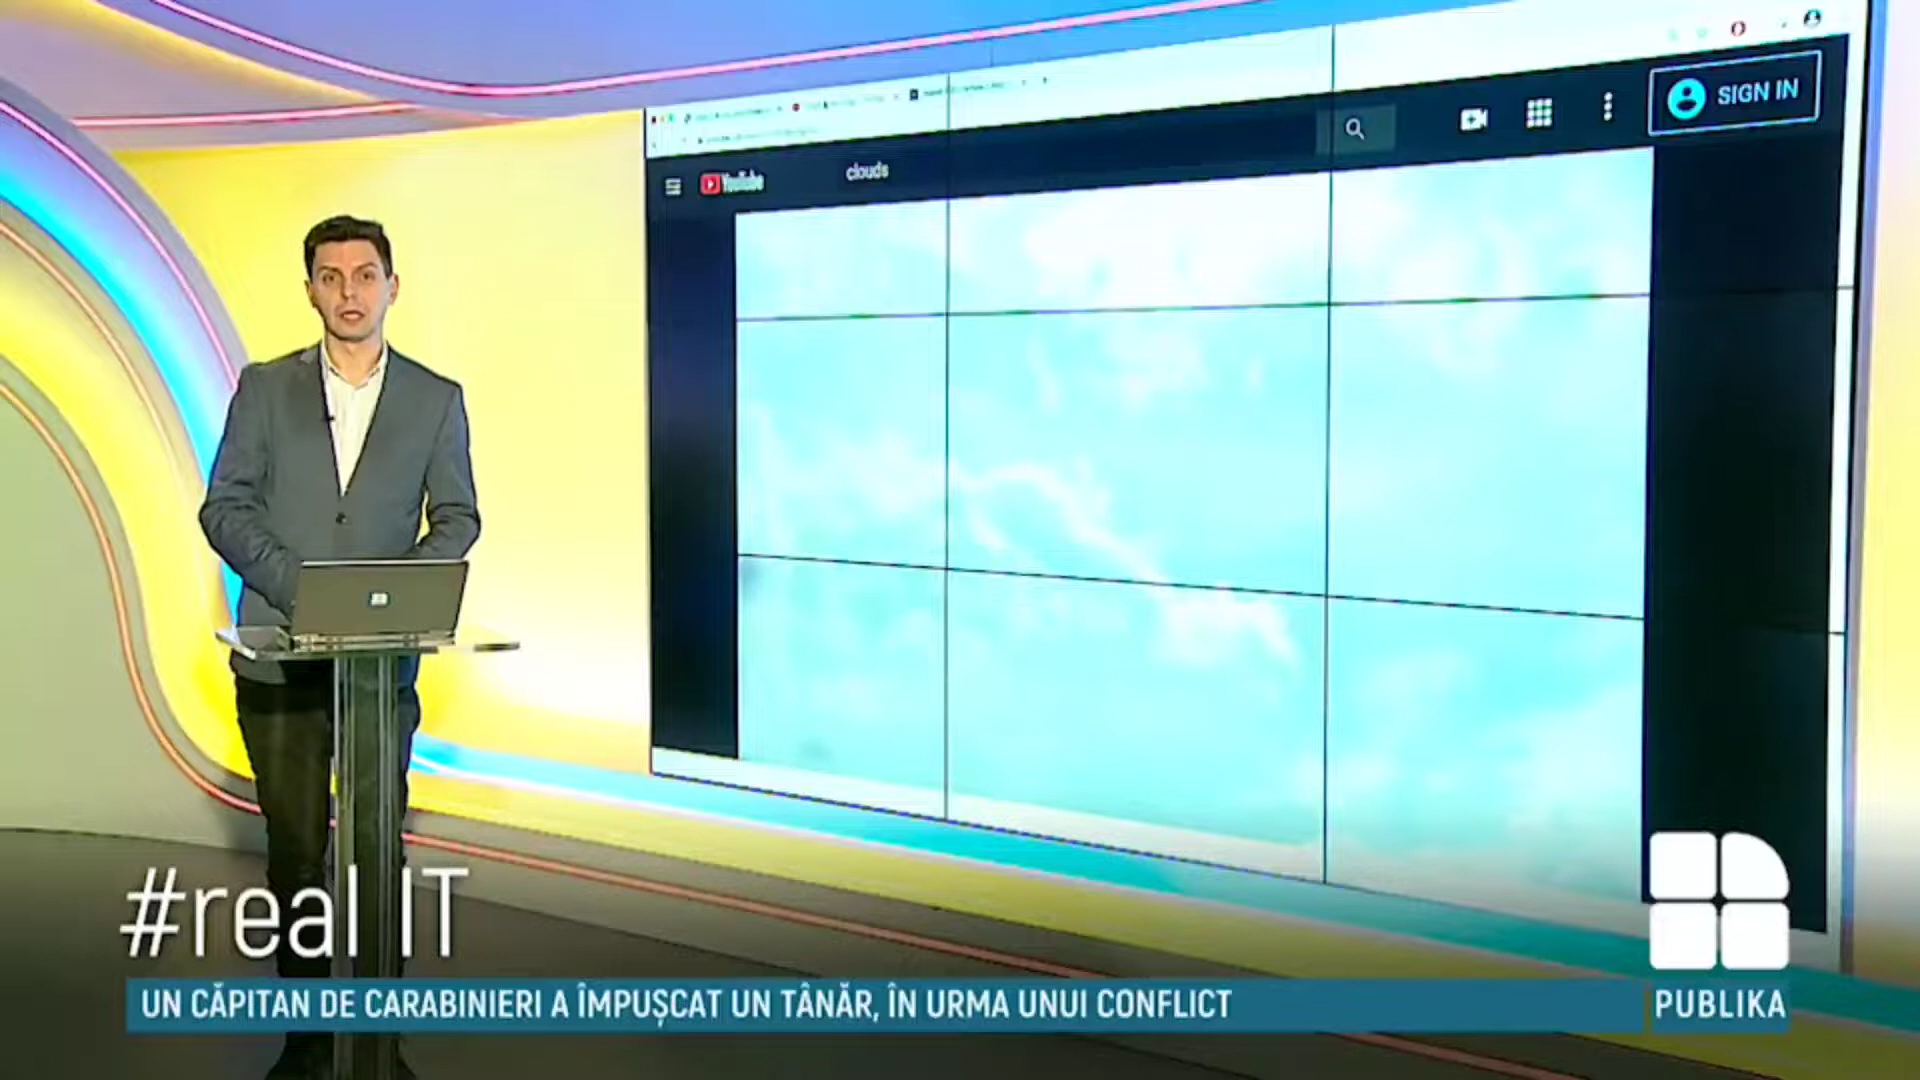 SIGN IN
YouTube
clouds
#real IT
UN CĂPITAN DE CARABINIERI A ÎMPUȘCAT UN TÂNĂR, ÎN URMA UNUI CONFLICT
PUBLIKA